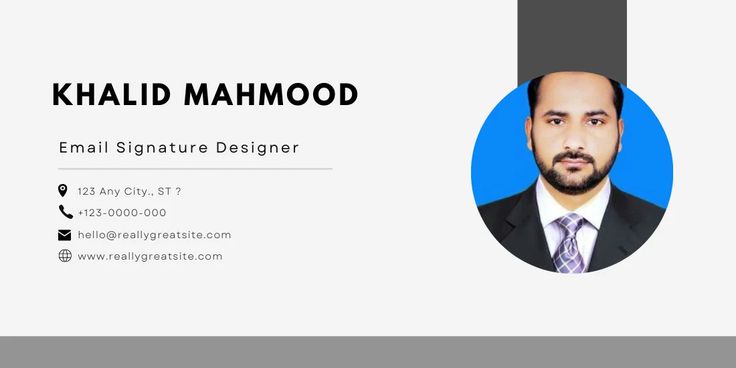 KHALID MAHMOOD
Email Signature Designer
123 Any City., ST ?
+123-0000-000
hello@reallygreatsite.com
www.reallygreatsite.com